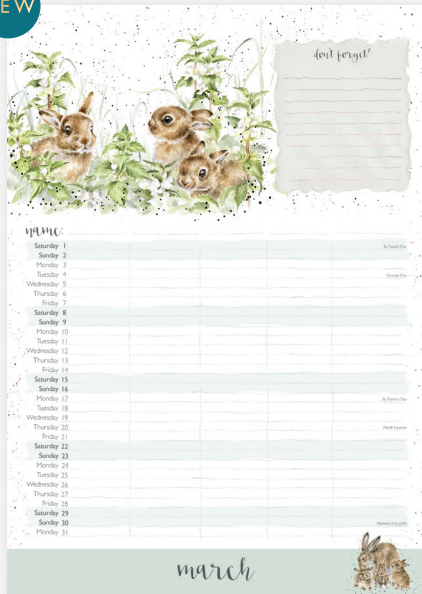 EW
don't forget!
name:
Saturday 1 St David's Day
Sunday 2
Monday 3
Tuesday 4 Pancake Day
Wednesday 5
Thursday 6
Friday 7
Saturday 8
Sunday 9
Monday 10
Tuesday 11
Wednesday 12
Thursday 13
Friday 14
Saturday 15
Sunday 16
Monday 17 St Patrick's Day
Tuesday 18
Wednesday 19
Thursday 20 March Equinox
Friday 21
Saturday 22
Sunday 23
Monday 24
Tuesday 25
Wednesday 26
Thursday 27
Friday 28
Saturday 29
Sunday 30 Mother's Day (UK)
Monday 31
march